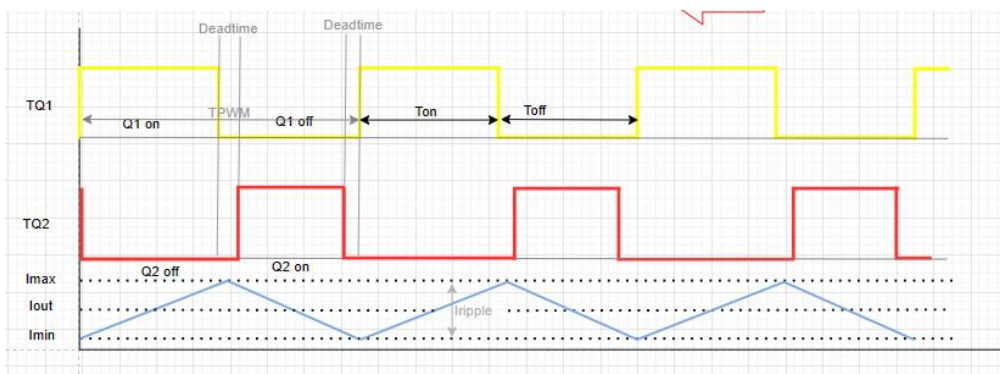 Deadtime Deadtime
TQ1
TPWM
Q1 on Q1 off Ton Toff
TQ2
Q2 off Q2 on
Imax
Iout
Iripple
Imin